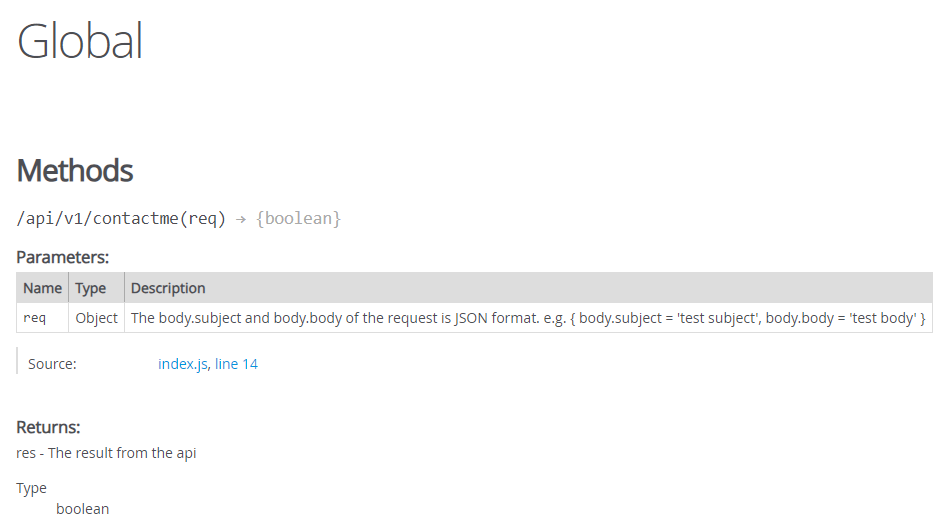 Global
Methods
/api/v1/contactme(req) → {boolean}
Parameters:
Name Type Description
req Object The body.subject and body.body of the request is JSON format. e.g. { body.subject = 'test subject', body.body = 'test body' }
Source: index.js, line 14
Returns:
res - The result from the api
Type
boolean